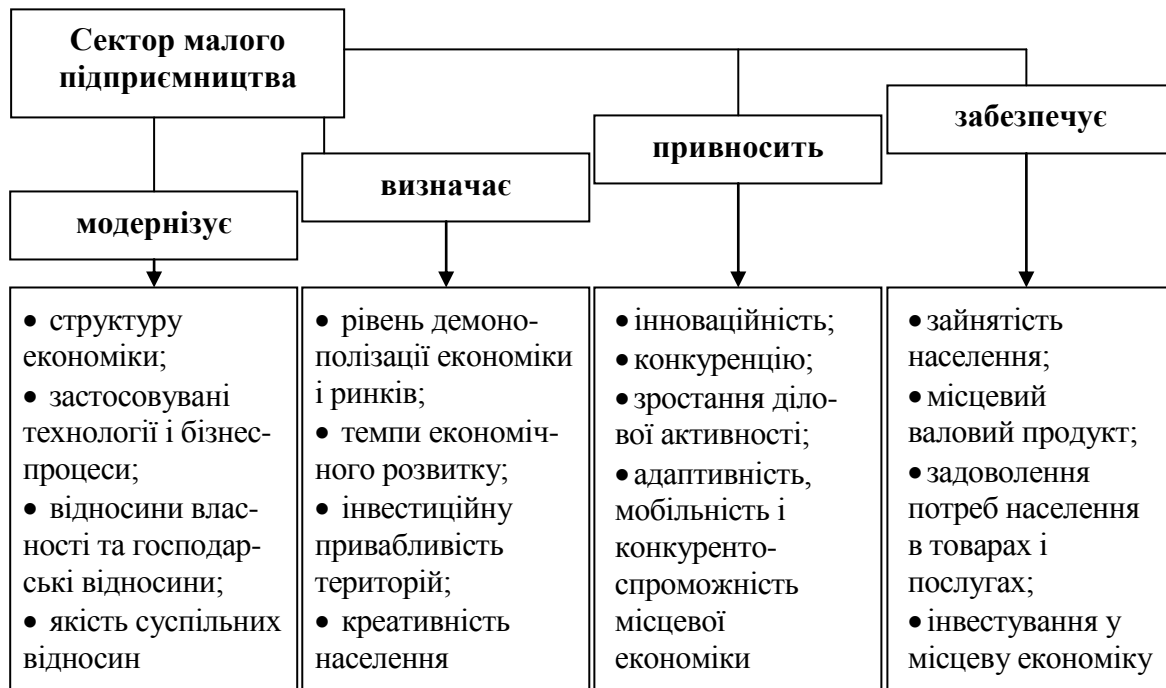 Сектор малого
підприємництва
модернізує
визначає
привносить
забезпечує
• структуру
економіки;
• застосовувані
технології і бізнес-
процеси;
• відносини влас-
ності та господар-
ські відносини;
• якість суспільних
відносин
• рівень демоно-
полізації економіки
і ринків;
• темпи економіч-
ного розвитку;
• інвестиційну
привабливість
територій;
• креативність
населення
• інноваційність;
• конкуренцію;
• зростання діло-
вої активності;
• адаптивність,
мобільність і
конкуренто-
спроможність
місцевої
економіки
• зайнятість
населення;
• місцевий
валовий продукт;
• задоволення
потреб населення
в товарах і
послугах;
• інвестування у
місцеву економіку